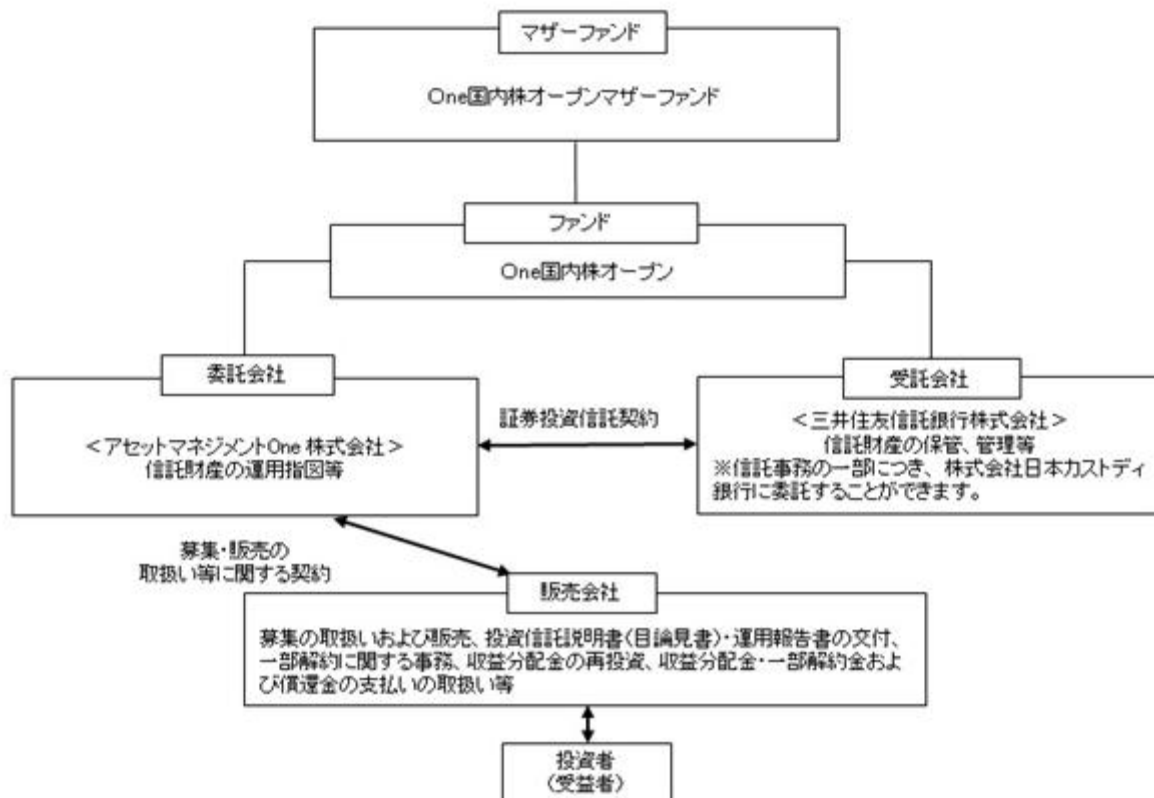 マザーファンド
One国内株オープンマザーファンド
ファンド
One国内株オープン
委託会社
<アセットマネジメントOne 株式会社>
信託財産の運用指図等
証券投資信託契約
受託会社
<三井住友信託銀行株式会社>
信託財産の保管、管理等
※信託事務の一部につき、株式会社日本カストディ
銀行に委託することができます。
募集・販売の
取扱い等に関する契約
販売会社
募集の取扱いおよび販売、投資信託説明書(目論見書)・運用報告書の交付、
一部解約に関する事務、収益分配金の再投資、収益分配金・一部解約金およ
び償還金の支払いの取扱い等
投資者
(受益者)